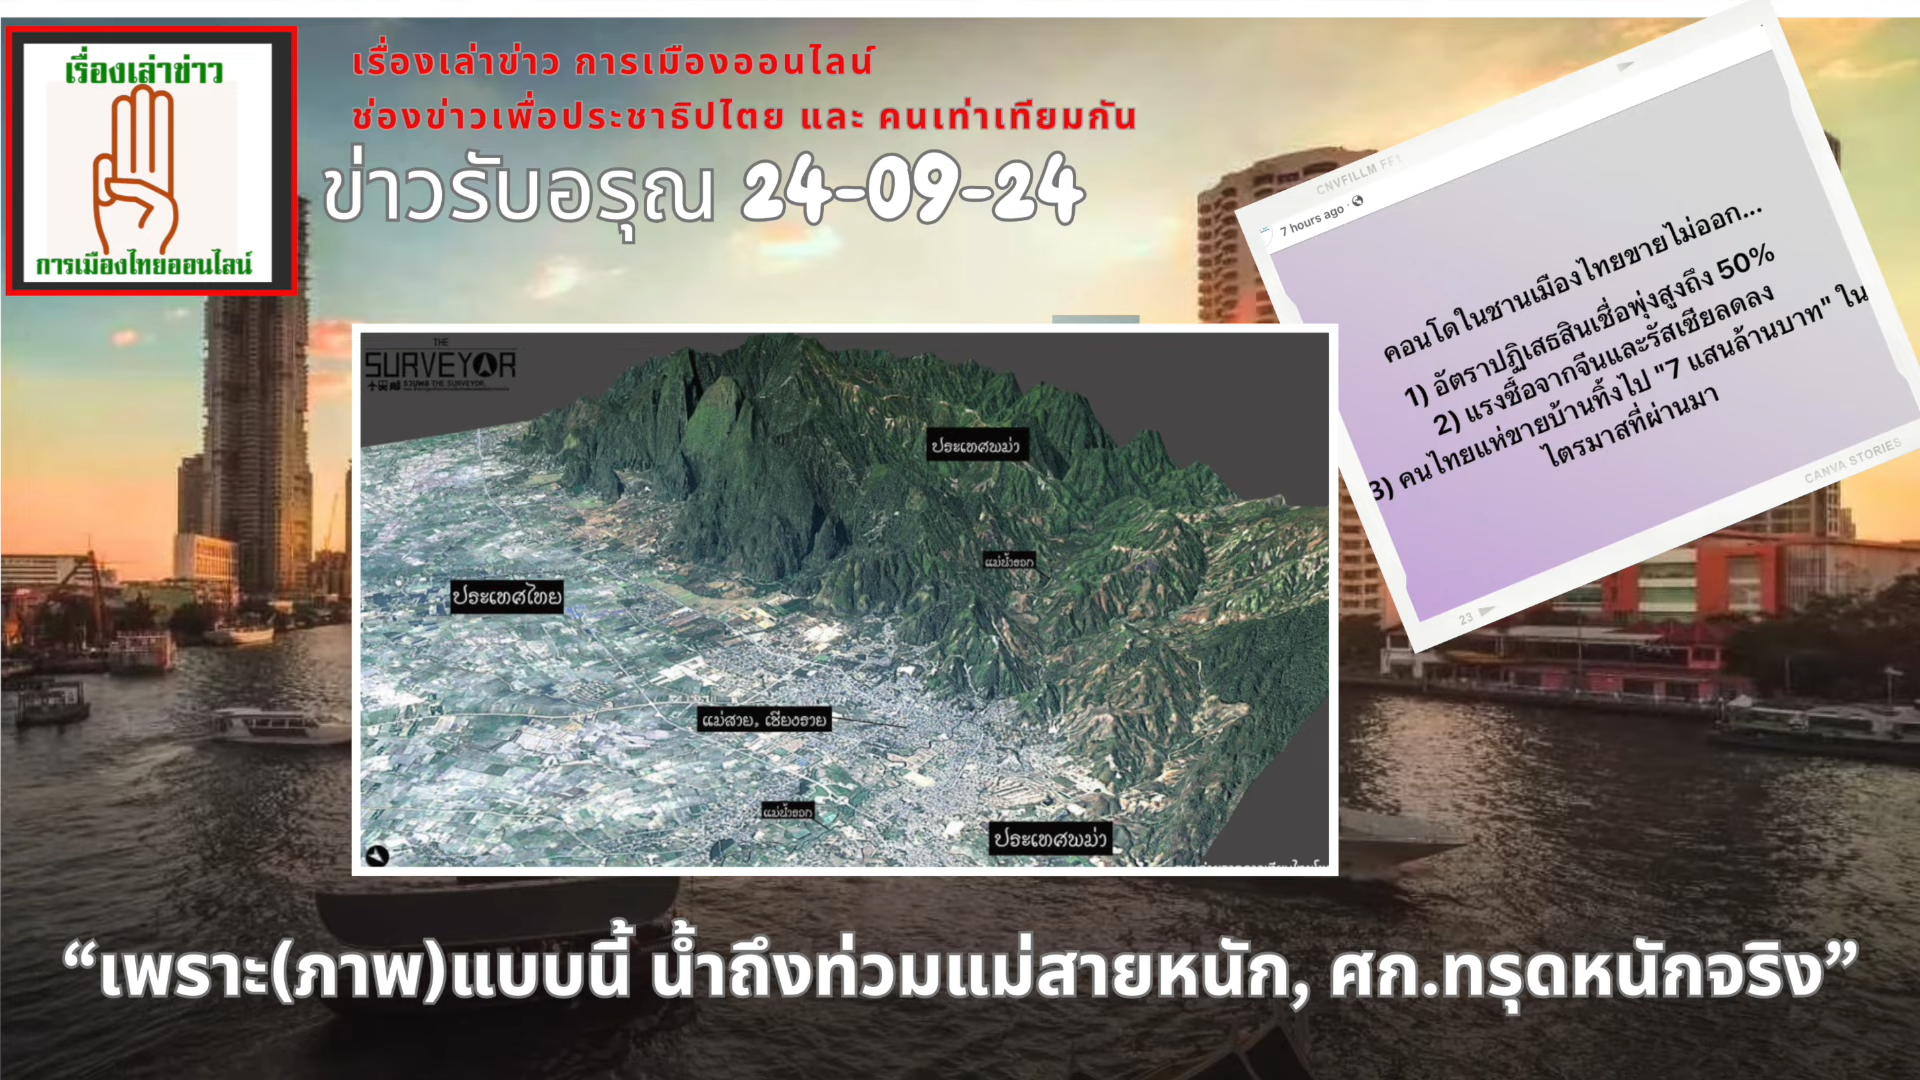 เรื่องเล่าข่าว
การเมืองไทยออนไลน์
เรื่องเล่าข่าว การเมืองออนไลน์
ช่องข่าวเพื่อประชาธิปไตย และ คนเท่าเทียมกัน
ข่าวรับอรุณ 24-09-24
CNVFILLM FF1
7 hours ago
คอนโดในชานเมืองไทยขายไม่ออก...
1) อัตราปฏิเสธสินเชื่อพุ่งสูงถึง 50%
2) แรงซื้อจากจีนและรัสเซียลดลง
3) คนไทยแห่ขายบ้านทิ้งไป "7 แสนล้านบาท" ใน
ไตรมาสที่ผ่านมา
23
CANVA STORIES
THE
SURVEYOR
ประเทศพม่า
แม่น้ำรวก
ประเทศไทย
แม่สาย, เชียงราย
แม่น้ำรวก
ประเทศพม่า
“เพราะ(ภาพ)แบบนี้ น้ำถึงท่วมแม่สายหนัก, ศก.ทรุดหนักจริง”